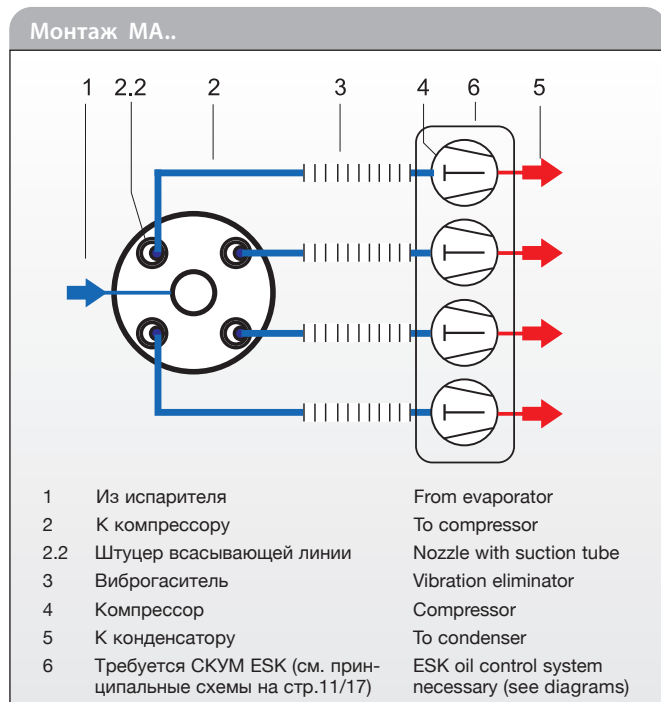 Монтаж МА..
1 2.2 2 3 4 6 5
1 Из испарителя From evaporator
2 К компрессору To compressor
2.2 Штуцер всасывающей линии Nozzle with suction tube
3 Виброгаситель Vibration eliminator
4 Компрессор Compressor
5 К конденсатору To condenser
6 Требуется СКУМ ESK (см. прин- ESK oil control system
ципальные схемы на стр.11/17) necessary (see diagrams)